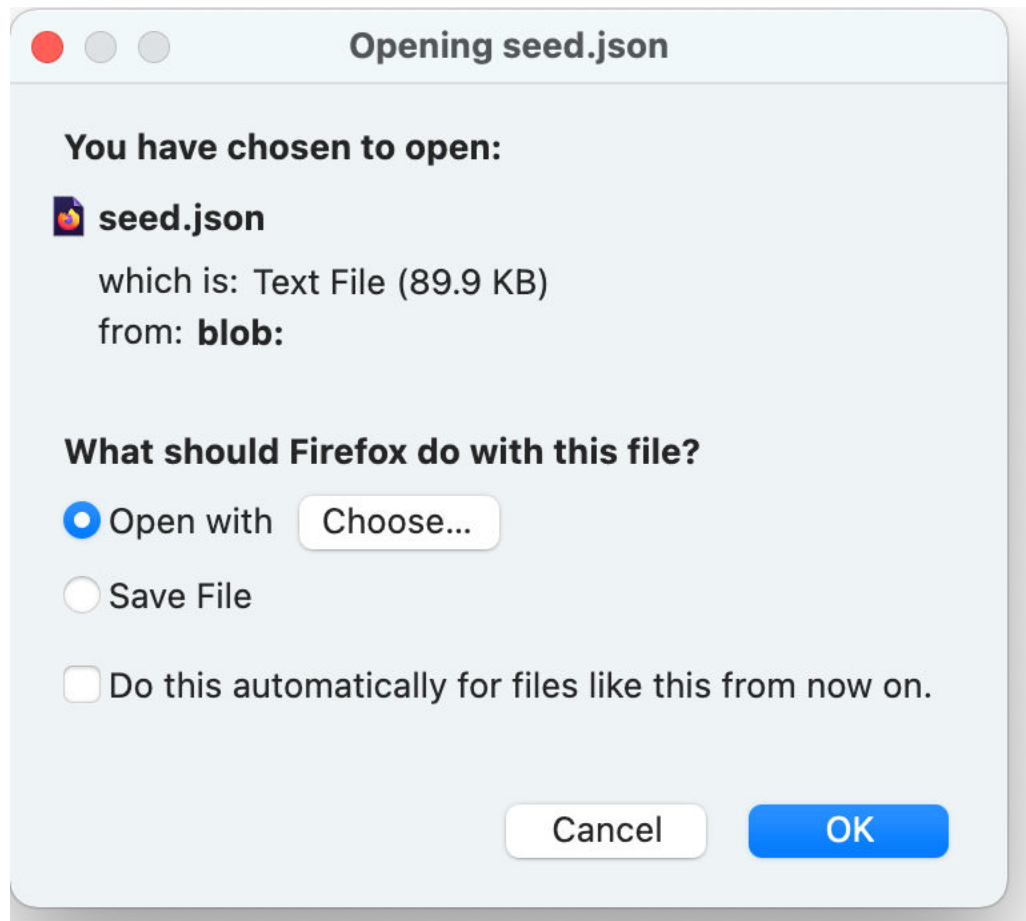 Opening seed.json
You have chosen to open:
seed.json
which is: Text File (89.9 KB)
from: blob:
What should Firefox do with this file?
Open with Choose...
Save File
Do this automatically for files like this from now on.
Cancel OK